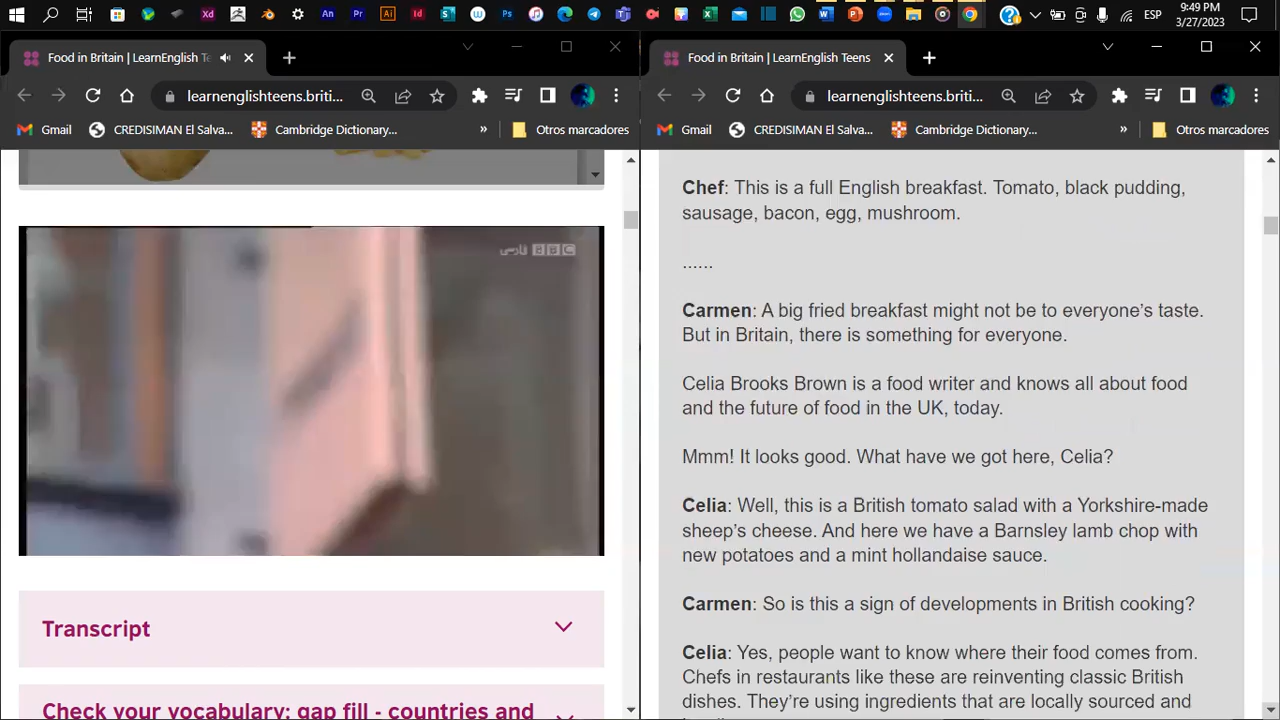 9:49 PM
ESP
3/27/2023
Food in Britain | LearnEnglish Te
learnenglishteens.briti...
Gmail
CREDISIMAN El Salva...
Cambridge Dictionary...
»
Otros marcadores
فارسی BBC
Transcript
Check your vocabulary: gap fill - countries and
Food in Britain | LearnEnglish Teens
learnenglishteens.briti...
Gmail
CREDISIMAN El Salva...
Cambridge Dictionary...
»
Otros marcadores
Chef: This is a full English breakfast. Tomato, black pudding,
sausage, bacon, egg, mushroom.
......
Carmen: A big fried breakfast might not be to everyone’s taste.
But in Britain, there is something for everyone.
Celia Brooks Brown is a food writer and knows all about food
and the future of food in the UK, today.
Mmm! It looks good. What have we got here, Celia?
Celia: Well, this is a British tomato salad with a Yorkshire-made
sheep’s cheese. And here we have a Barnsley lamb chop with
new potatoes and a mint hollandaise sauce.
Carmen: So is this a sign of developments in British cooking?
Celia: Yes, people want to know where their food comes from.
Chefs in restaurants like these are reinventing classic British
dishes. They’re using ingredients that are locally sourced and